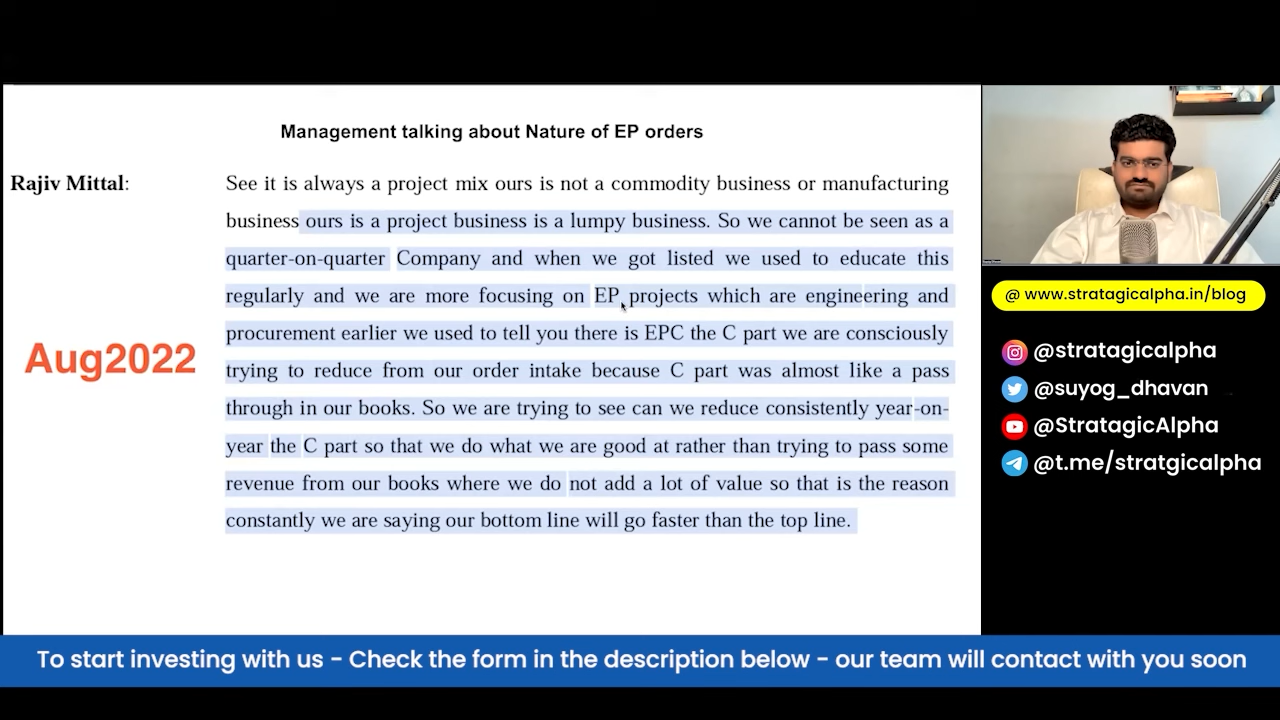 Management talking about Nature of EP orders
Rajiv Mittal:
See it is always a project mix ours is not a commodity business or manufacturing
business ours is a project business is a lumpy business. So we cannot be seen as a
quarter-on-quarter Company and when we got listed we used to educate this
regularly and we are more focusing on EP projects which are engineering and
procurement earlier we used to tell you there is EPC the C part we are consciously
trying to reduce from our order intake because C part was almost like a pass
through in our books. So we are trying to see can we reduce consistently year-on-
year the C part so that we do what we are good at rather than trying to pass some
revenue from our books where we do not add a lot of value so that is the reason
constantly we are saying our bottom line will go faster than the top line.
Aug2022
@ www.stratagicalpha.in/blog
@stratagicalpha
@suyog_dhavan
@StratagicAlpha
@t.me/stratgicalpha
To start investing with us - Check the form in the description below - our team will contact with you soon